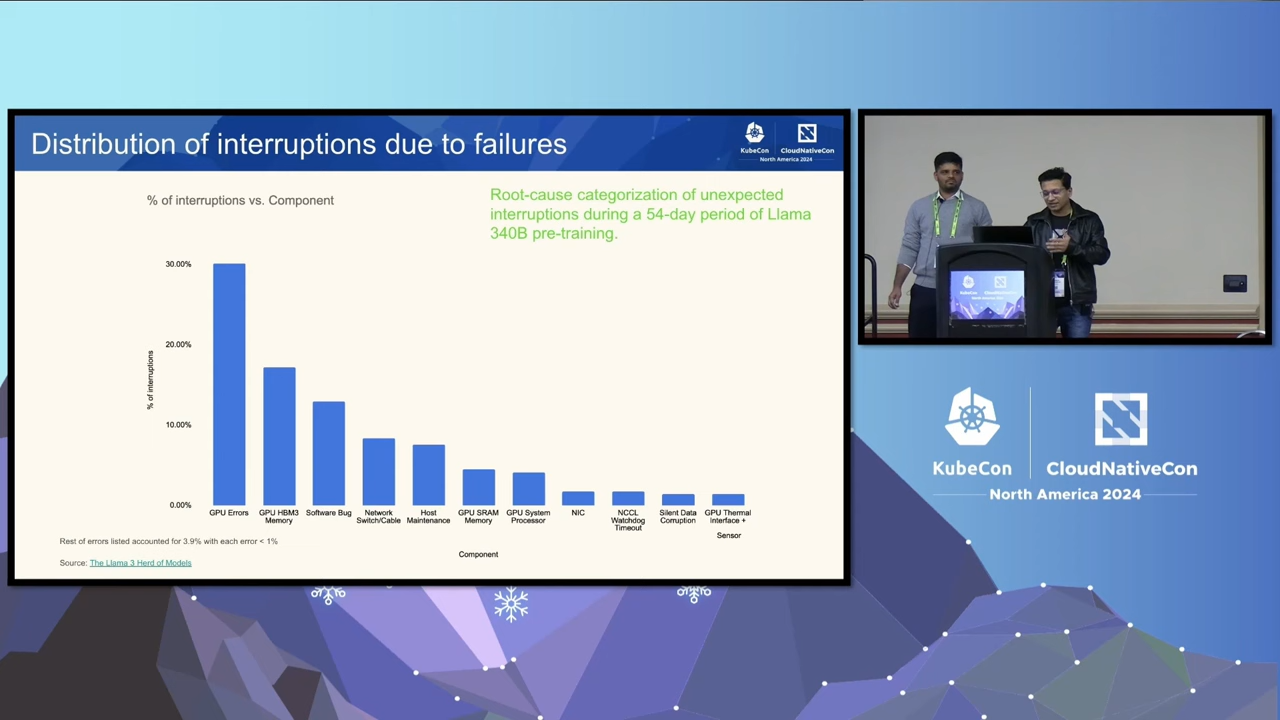 Distribution of interruptions due to failures
KubeCon
CloudNativeCon
North America 2024
% of interruptions vs. Component
Root-cause categorization of unexpected
interruptions during a 54-day period of Llama
340B pre-training.
30.00%
20.00%
10.00%
0.00%
% of interruptions
GPU Errors
GPU HBM3
Memory
Software Bug
Network
Switch/Cable
Host
Maintenance
GPU SRAM
Memory
GPU System
Processor
NIC
NCCL
Watchdog
Timeout
Silent Data
Corruption
GPU Thermal
Interface +
Sensor
Component
Rest of errors listed accounted for 3.9% with each error < 1%
Source: The Llama 3 Herd of Models
KubeCon
CloudNativeCon
North America 2024